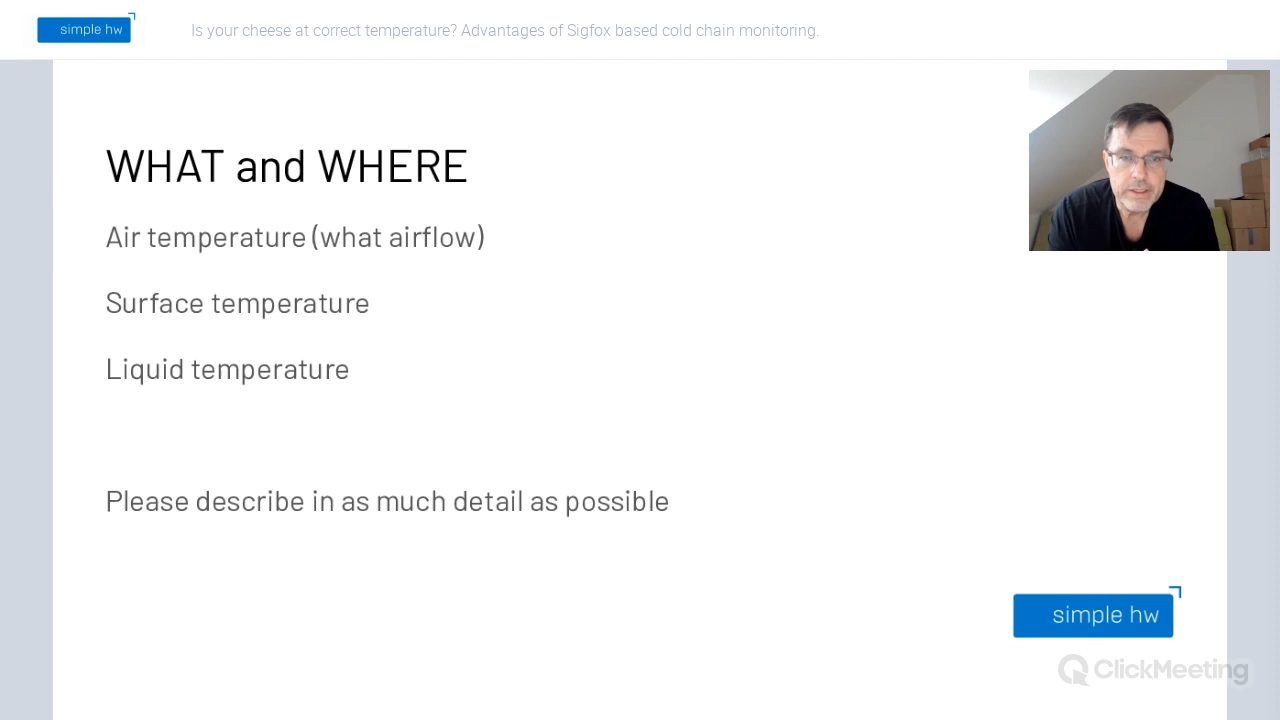 simple hw
Is your cheese at correct temperature? Advantages of Sigfox based cold chain monitoring.
WHAT and WHERE
Air temperature (what airflow)
Surface temperature
Liquid temperature
Please describe in as much detail as possible
simple hw
ClickMeeting